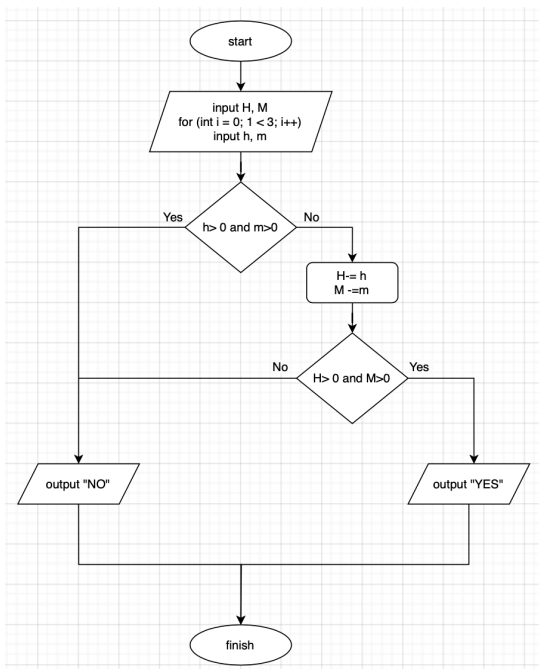 start
input H, M
for (int i = 0; 1 < 3; i++)
input h, m
Yes
h> 0 and m>0
No
H-= h
M -=m
No
H> 0 and M>0
Yes
output "NO"
output "YES"
finish